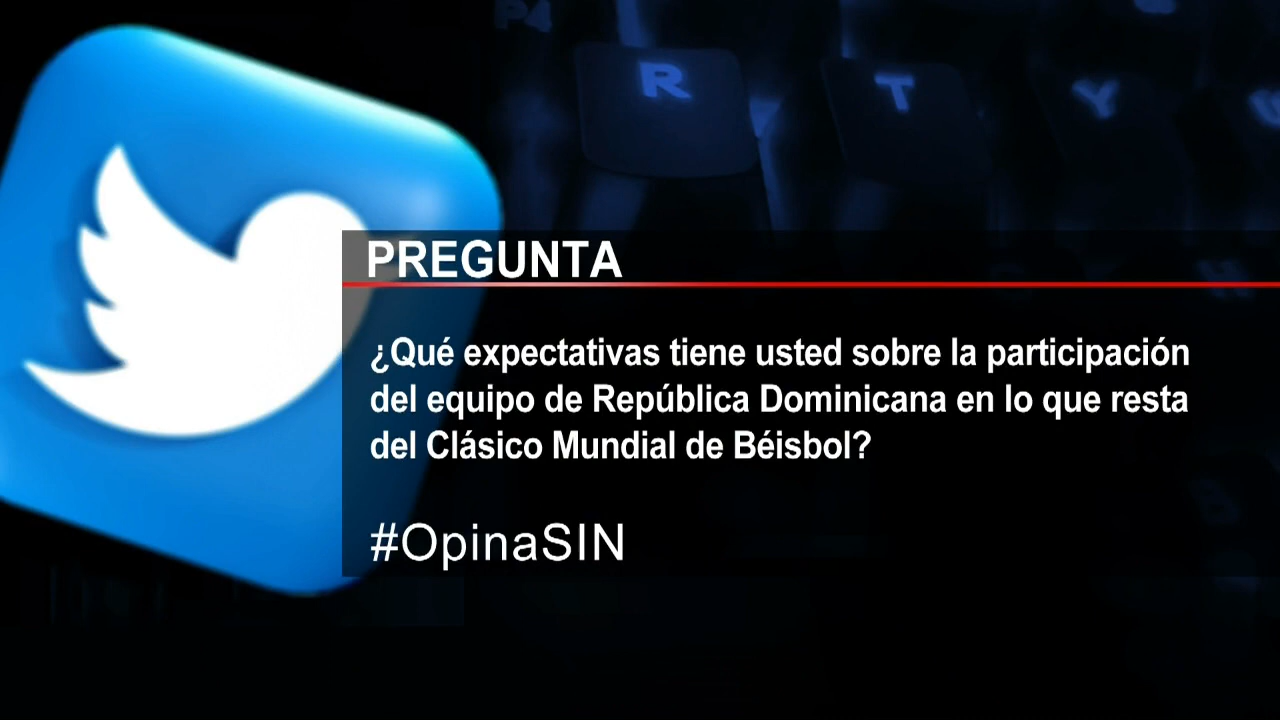 P4
R T Y U
PREGUNTA
¿Qué expectativas tiene usted sobre la participación
del equipo de República Dominicana en lo que resta
del Clásico Mundial de Béisbol?
#OpinaSIN